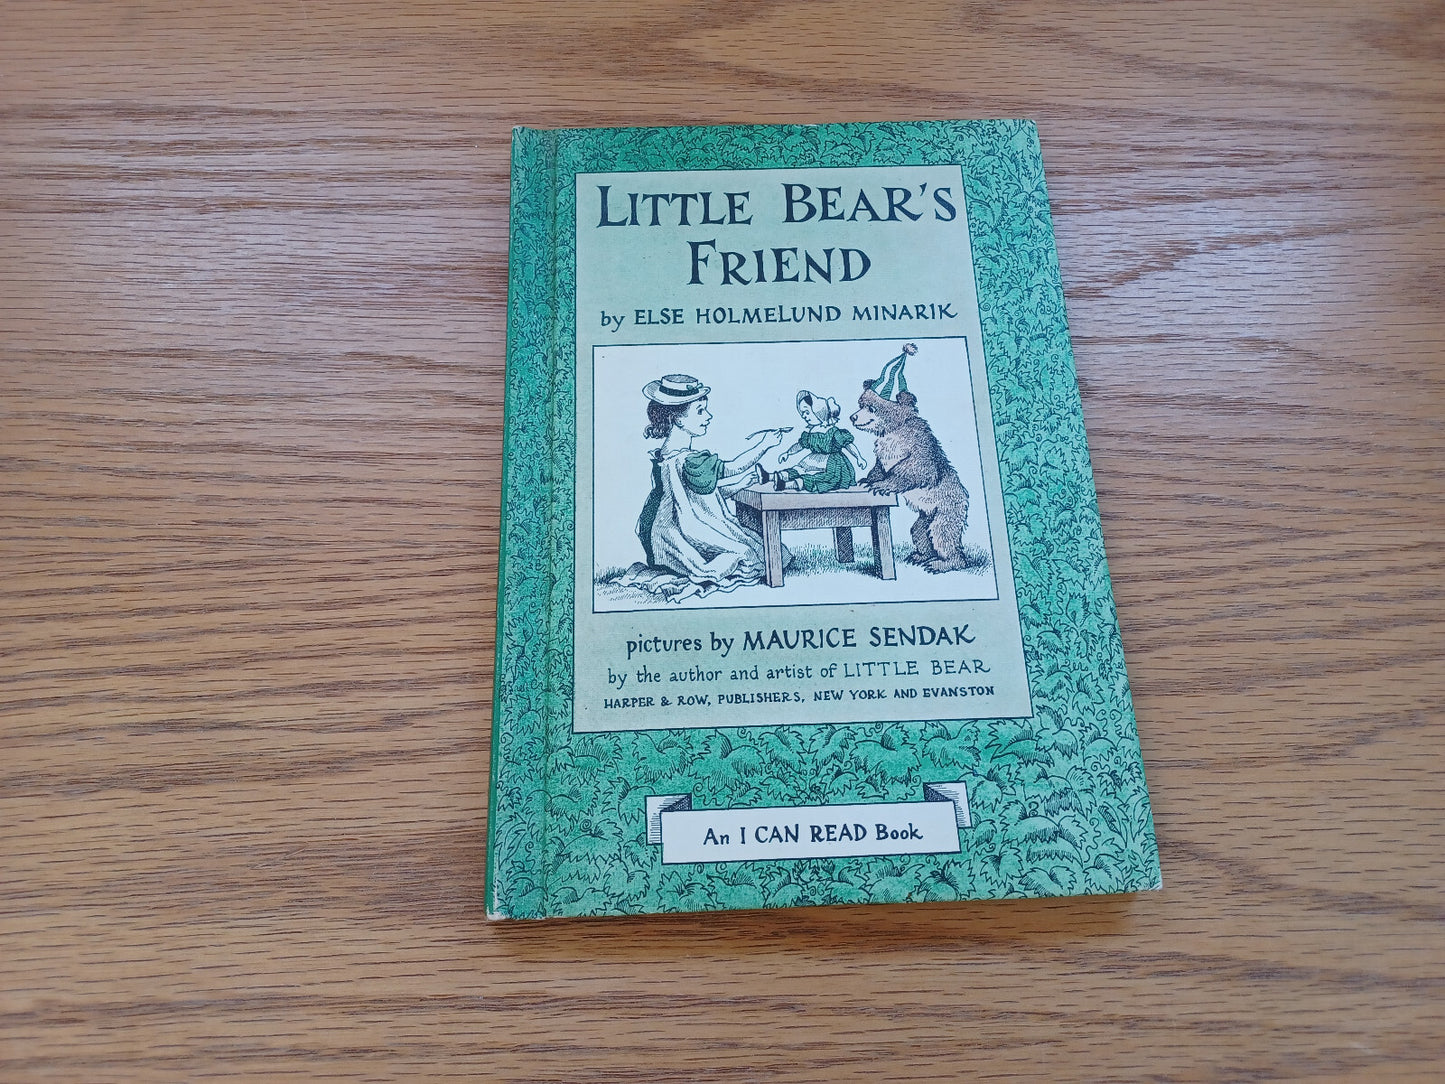 LITTLE BEAR'S
FRIEND
by ELSE HOLMELUND MINARIK
pictures by MAURICE SENDAK
by the author and artist of LITTLE BEAR
HARPER & ROW, PUBLISHERS, NEW YORK AND EVANSTON
An I CAN READ Book